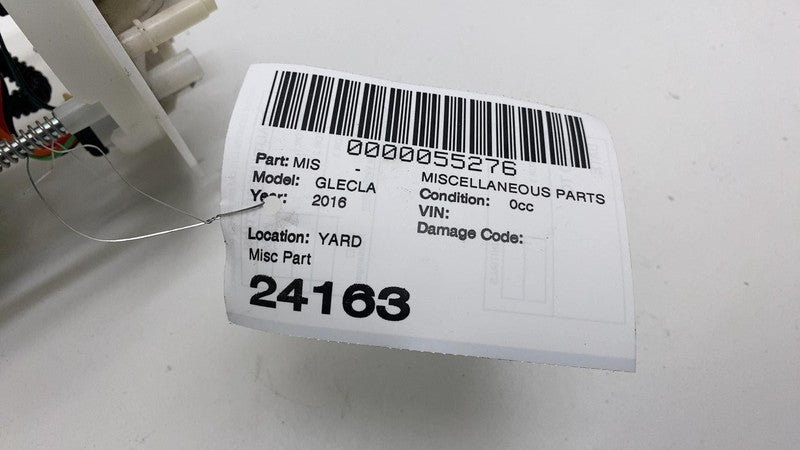 0000055276
Part: MIS - MISCELLANEOUS PARTS
Model: GLECLA Condition: 0cc
Year: 2016 VIN:
Damage Code:
Location: YARD
Misc Part
24163